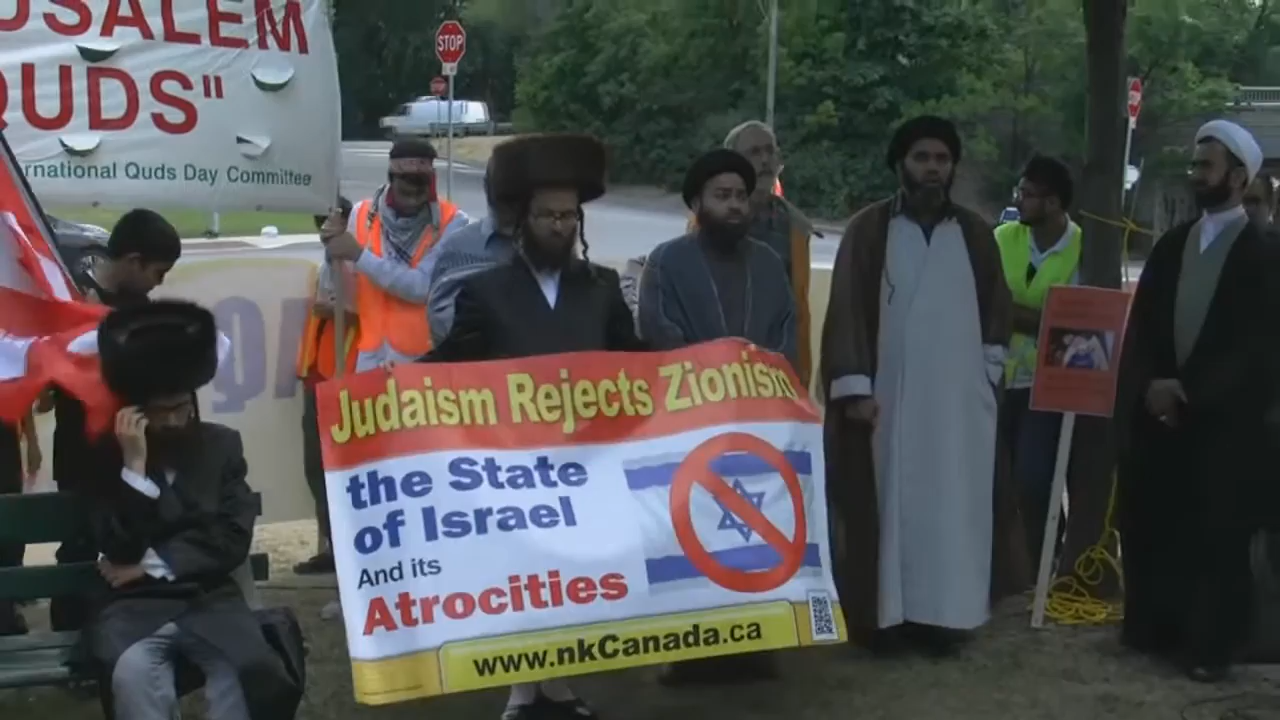 USALEM
QUDS"
rnational Quds Day Committee
STOP
Judaism Rejects Zionism
the State
of Israel
And its
Atrocities
www.nkCanada.ca